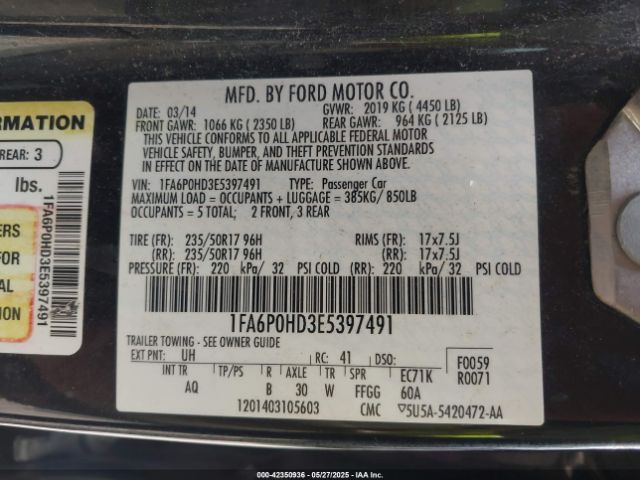 MFD. BY FORD MOTOR CO.
DATE: 03/14 GVWR: 2019 KG ( 4450 LB)
FRONT GAWR: 1066 KG ( 2350 LB) REAR GAWR: 964 KG ( 2125 LB)
THIS VEHICLE CONFORMS TO ALL APPLICABLE FEDERAL MOTOR
VEHICLE SAFETY, BUMPER, AND THEFT PREVENTION STANDARDS
IN EFFECT ON THE DATE OF MANUFACTURE SHOWN ABOVE.
VIN: 1FA6P0HD3E5397491 TYPE: Passenger Car
MAXIMUM LOAD = OCCUPANTS + LUGGAGE = 385KG/ 850LB
OCCUPANTS = 5 TOTAL; 2 FRONT, 3 REAR
TIRE (FR): 235/50R17 96H RIMS (FR): 17x7.5J
(RR): 235/50R17 96H (RR): 17x7.5J
PRESSURE (FR): 220 kPa/ 32 PSI COLD (RR): 220 kPa/ 32 PSI COLD
1FA6P0HD3E5397491
TRAILER TOWING - SEE OWNER GUIDE
EXT PNT: UH RC: 41 DSO: F0059
INT TR TP/PS R AXLE TR SPR EC71K R0071
AQ B 30 W FFGG 60A
1201403105603 CMC ▽5U5A-5420472-AA
ORMATION
REAR: 3
lbs.
ERS
FOR
AL
ION
1FA6P0HD3E5397491
00-42350936 - 05/27/2025 - IAA Inc.